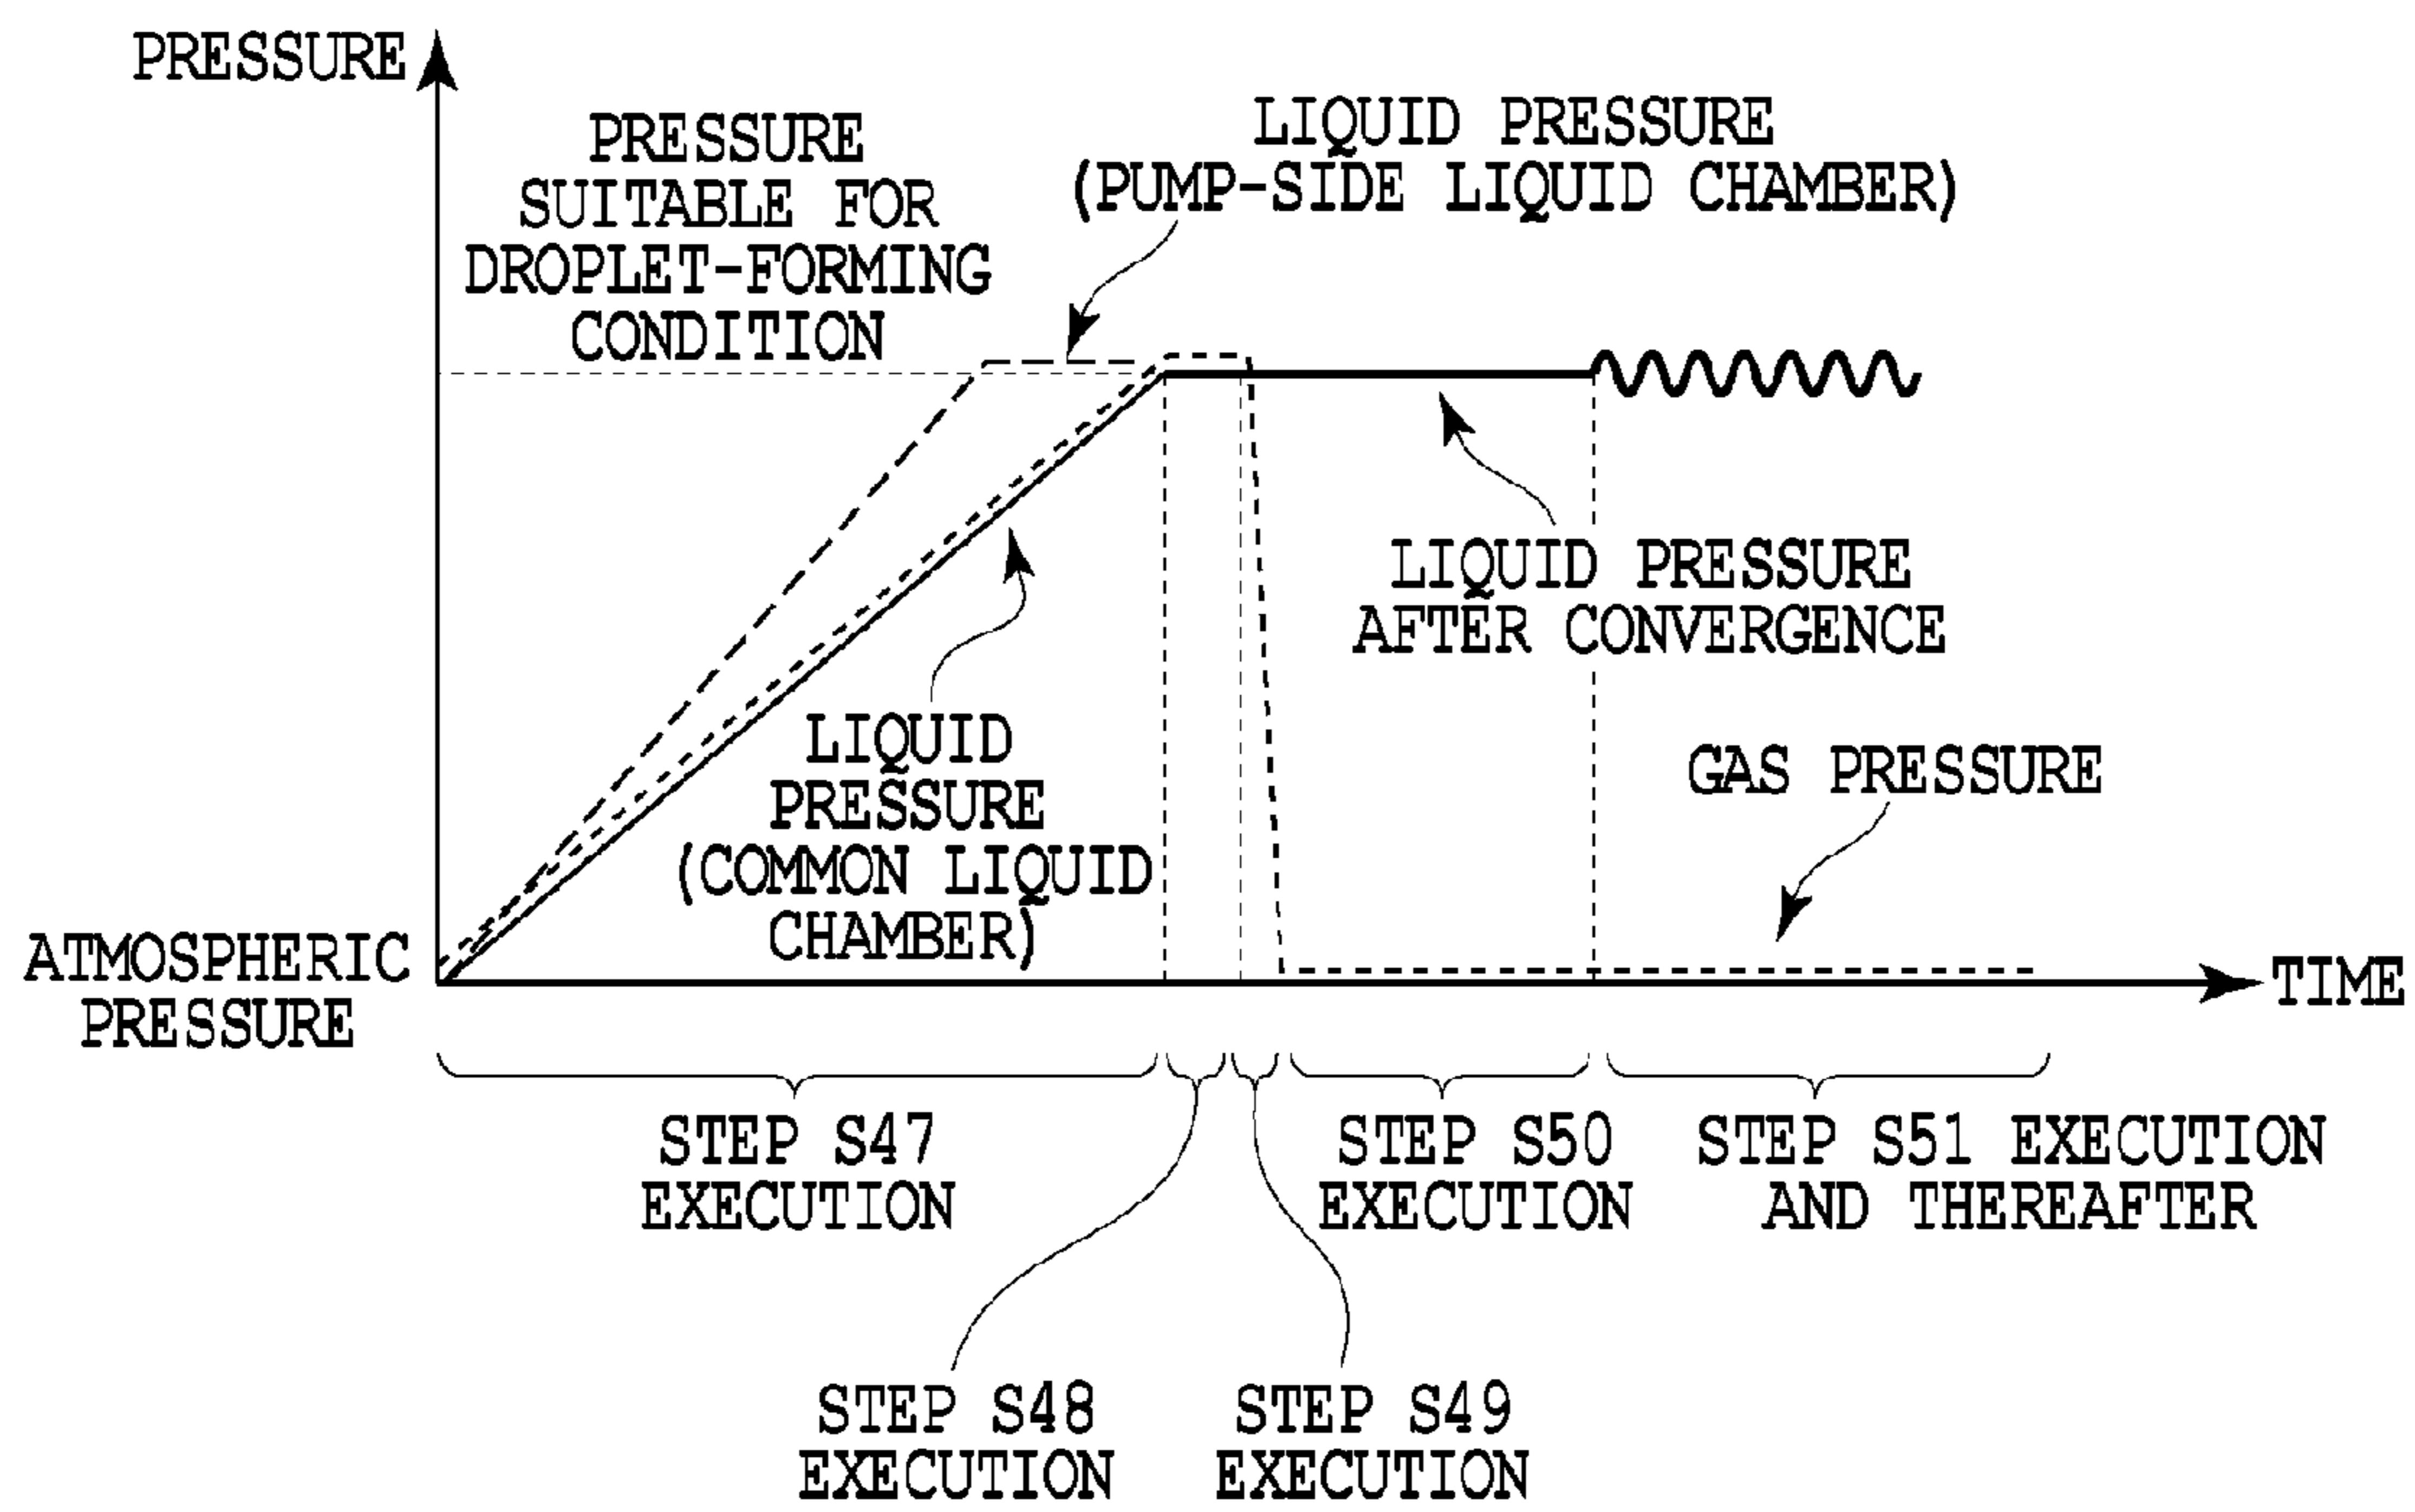 PRESSURE
PRESSURE
SUITABLE FOR
DROPLET-FORMING
CONDITION
LIQUID PRESSURE
(PUMP-SIDE LIQUID CHAMBER)
LIQUID PRESSURE
AFTER CONVERGENCE
LIQUID
PRESSURE
(COMMON LIQUID
CHAMBER)
GAS PRESSURE
ATMOSPHERIC
PRESSURE
TIME
STEP S47
EXECUTION
STEP S50
EXECUTION
STEP S51 EXECUTION
AND THEREAFTER
STEP S48
EXECUTION
STEP S49
EXECUTION